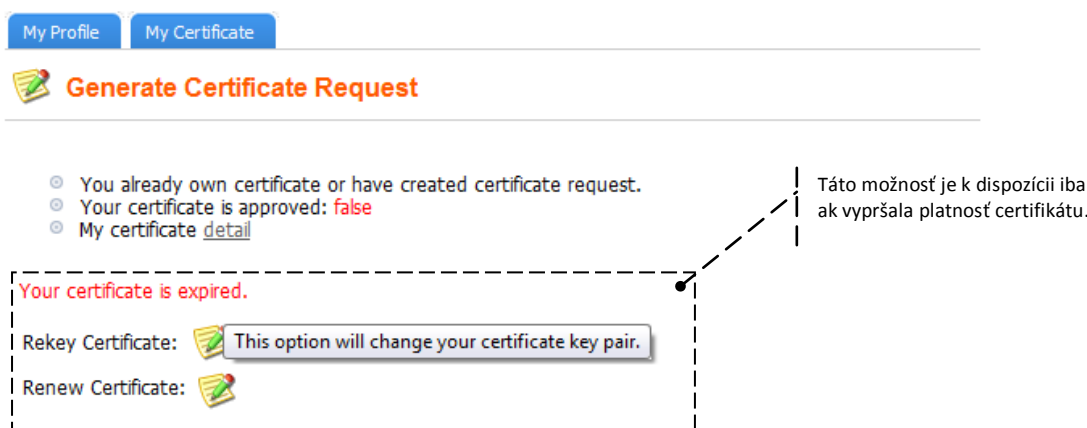 My Profile
My Certificate
Generate Certificate Request
You already own certificate or have created certificate request.
Your certificate is approved: false
My certificate detail
Táto možnosť je k dispozícii iba
ak vypršala platnosť certifikátu.
Your certificate is expired.
Rekey Certificate:
This option will change your certificate key pair.
Renew Certificate: